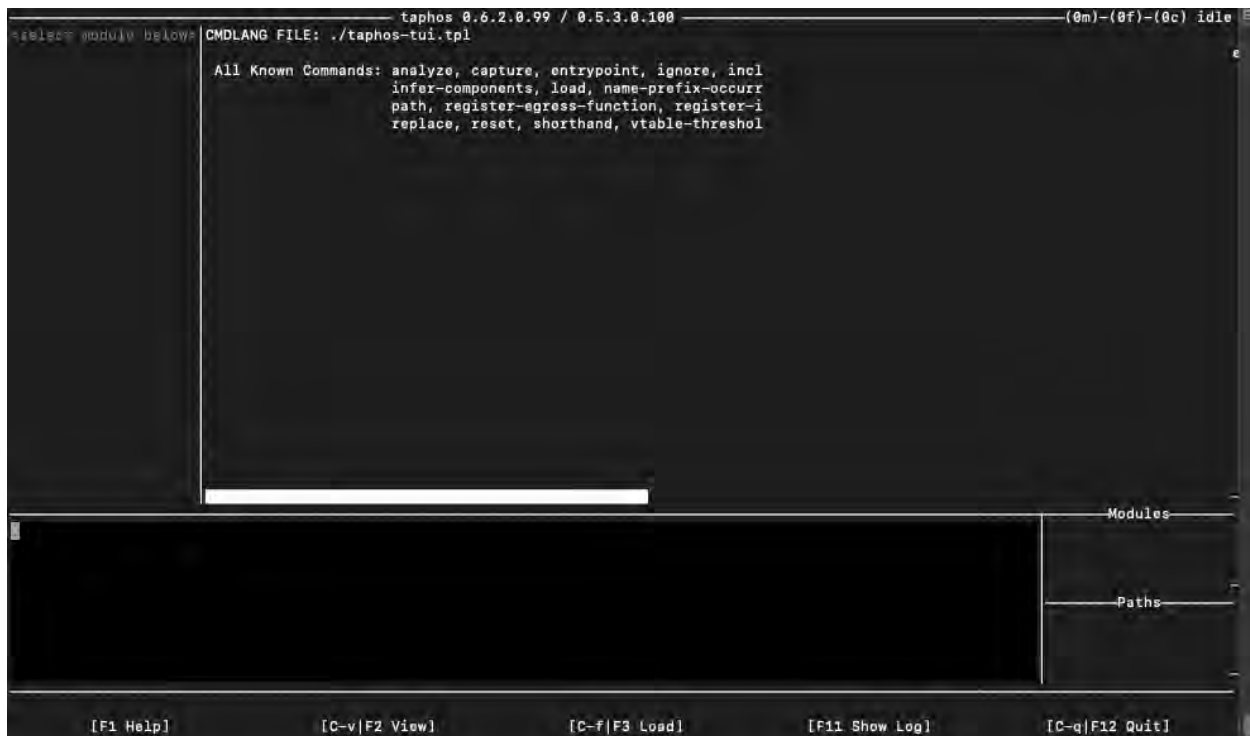 taphos 0.6.2.0.99 / 0.5.3.0.100 (0m)-(0f)-(0c) idle
<select module below> CMDLANG FILE: ./taphos-tui.tpl
All Known Commands: analyze, capture, entrypoint, ignore, incl
infer-components, load, name-prefix-occurr
path, register-egress-function, register-i
replace, reset, shorthand, vtable-threshol
Modules
Paths
[F1 Help] [C-v|F2 View] [C-f|F3 Load] [F11 Show Log] [C-q|F12 Quit]